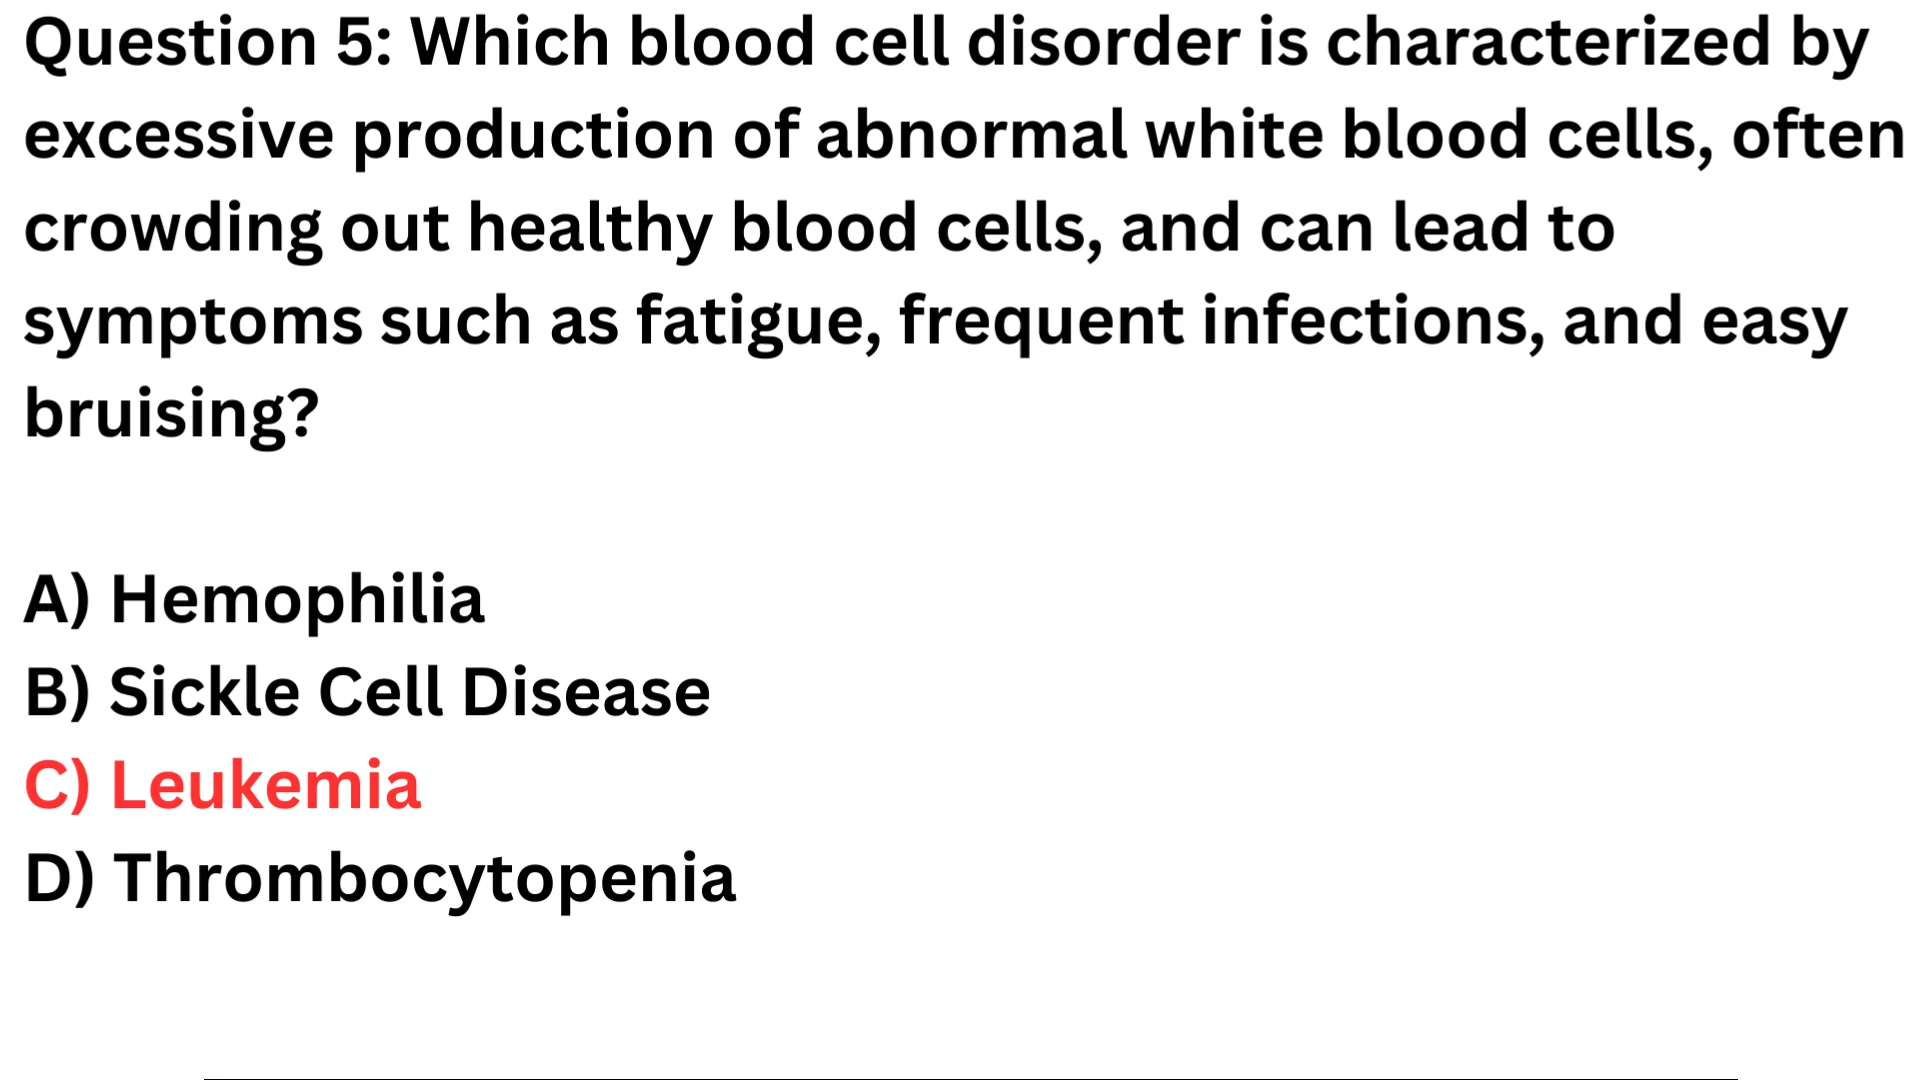 Question 5: Which blood cell disorder is characterized by
excessive production of abnormal white blood cells, often
crowding out healthy blood cells, and can lead to
symptoms such as fatigue, frequent infections, and easy
bruising?
A) Hemophilia
B) Sickle Cell Disease
C) Leukemia
D) Thrombocytopenia